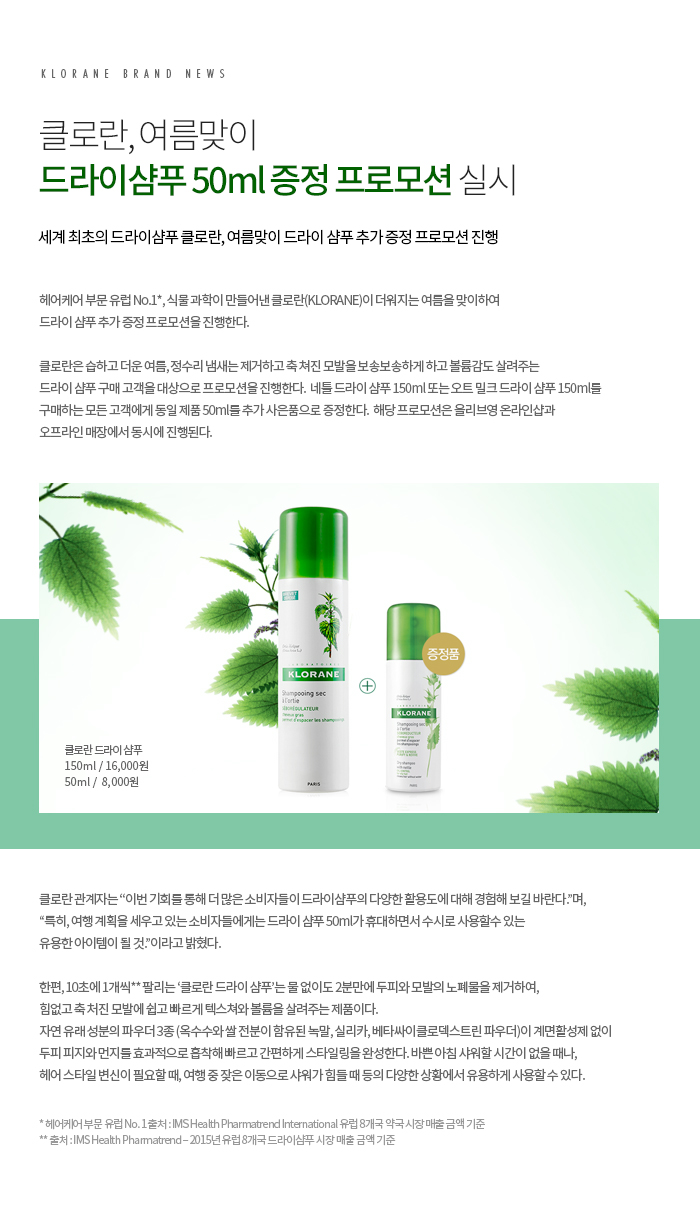 KLORANE BRAND NEWS
클로란, 여름맞이
드라이샴푸 50ml 증정 프로모션 실시
세계 최초의 드라이샴푸 클로란, 여름맞이 드라이 샴푸 추가 증정 프로모션 진행
헤어케어 부문 유럽 No.1*, 식물 과학이 만들어낸 클로란(KLORANE)이 더워지는 여름을 맞이하여
드라이 샴푸 추가 증정 프로모션을 진행한다.
클로란은 습하고 더운 여름, 정수리 냄새는 제거하고 축 쳐진 모발을 보송보송하게 하고 볼륨감도 살려주는
드라이 샴푸 구매 고객을 대상으로 프로모션을 진행한다. 네틀 드라이 샴푸 150ml 또는 오트 밀크 드라이 샴푸 150ml를
구매하는 모든 고객에게 동일 제품 50ml를 추가 사은품으로 증정한다. 해당 프로모션은 올리브영 온라인샵과
오프라인 매장에서 동시에 진행된다.
증정품
KLORANE
Shampooing sec
à l'ortie
SÉBORÉGULATEUR
cheveux gras
permet d'espacer les shampooings
PARIS
KLORANE
Shampooing sec
à l'ortie
PARIS
클로란 드라이 샴푸
150ml / 16,000원
50ml / 8,000원
클로란 관계자는 “이번 기회를 통해 더 많은 소비자들이 드라이샴푸의 다양한 활용도에 대해 경험해 보길 바란다.”며,
“특히, 여행 계획을 세우고 있는 소비자들에게는 드라이 샴푸 50ml가 휴대하면서 수시로 사용할수 있는
유용한 아이템이 될 것.”이라고 밝혔다.
한편, 10초에 1개씩** 팔리는 ‘클로란 드라이 샴푸’는 물 없이도 2분만에 두피와 모발의 노폐물을 제거하여,
힘없고 축 쳐진 모발에 쉽고 빠르게 텍스쳐와 볼륨을 살려주는 제품이다.
자연 유래 성분의 파우더 3종 (옥수수와 쌀 전분이 함유된 녹말, 실리카, 베타싸이클로덱스트린 파우더)이 계면활성제 없이
두피 피지와 먼지를 효과적으로 흡착해 빠르고 간편하게 스타일링을 완성한다. 바쁜 아침 샤워할 시간이 없을 때나,
헤어 스타일 변신이 필요할 때, 여행 중 잦은 이동으로 샤워가 힘들 때 등의 다양한 상황에서 유용하게 사용할 수 있다.
* 헤어케어 부문 유럽 No. 1 출처 : IMS Health Pharmatrend International 유럽 8개국 약국 시장 매출 금액 기준
** 출처 : IMS Health Pharmatrend – 2015년 유럽 8개국 드라이샴푸 시장 매출 금액 기준